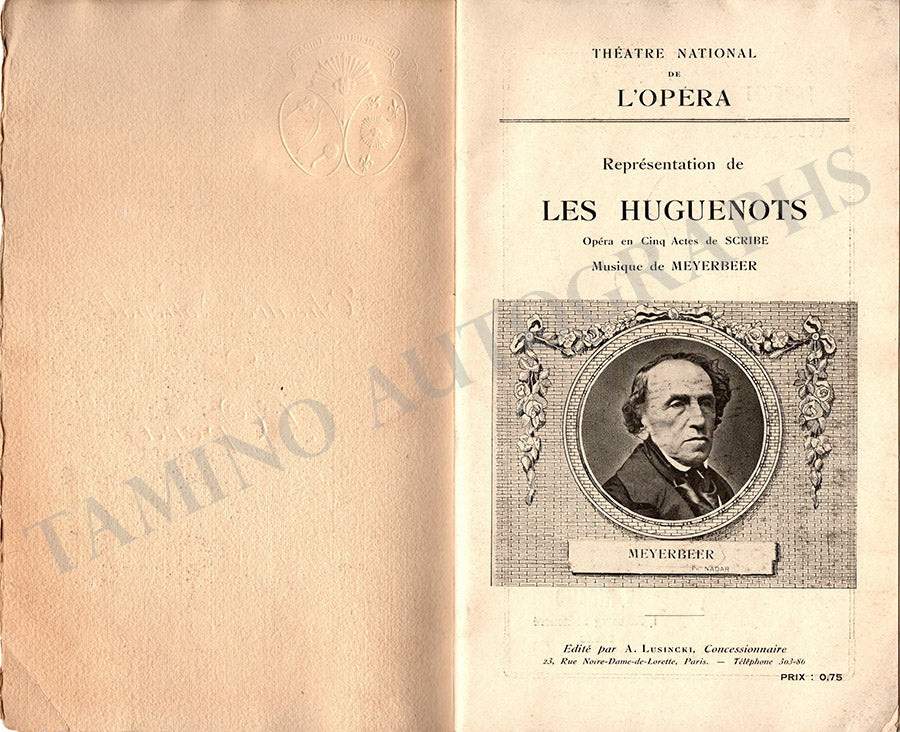 THÉATRE NATIONAL
DE
L'OPÉRA
Représentation de
LES HUGUENOTS
Opéra en Cinq Actes de SCRIBE
Musique de MEYERBEER
MEYERBEER
NADAR
Edité par A. LUSINCKI, Concessionnaire
23, Rue Notre-Dame-de-Lorette, Paris. — Téléphone 303-86
PRIX : 0,75
TAMINO AUTOGRAPHS